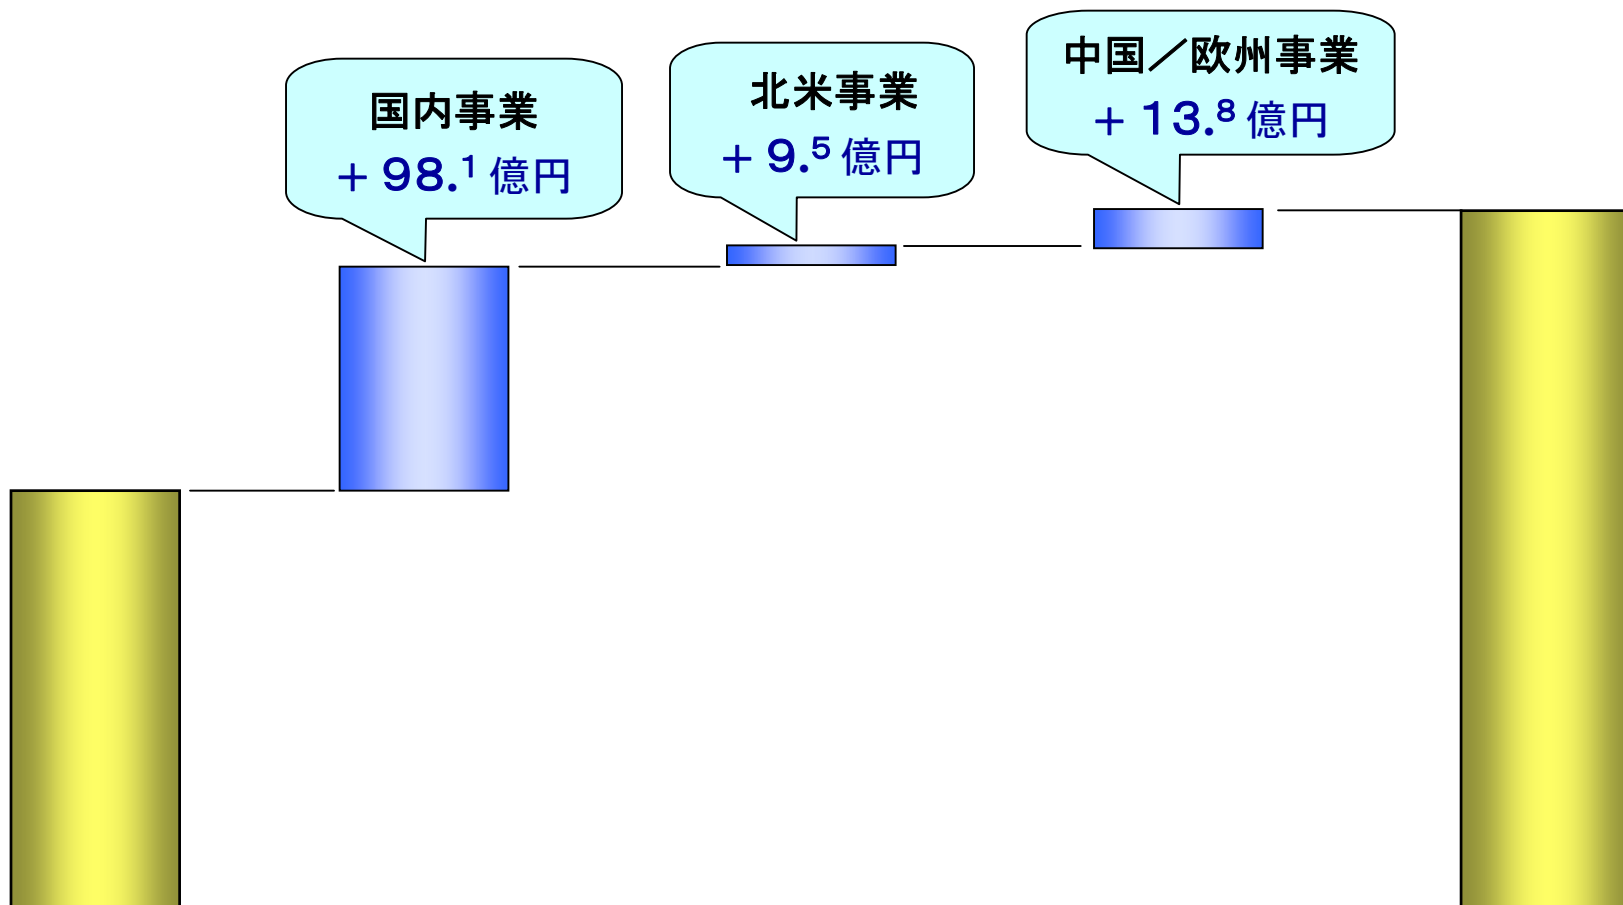 国内事業
＋98.1億円
北米事業
＋9.5億円
中国／欧州事業
＋13.8億円